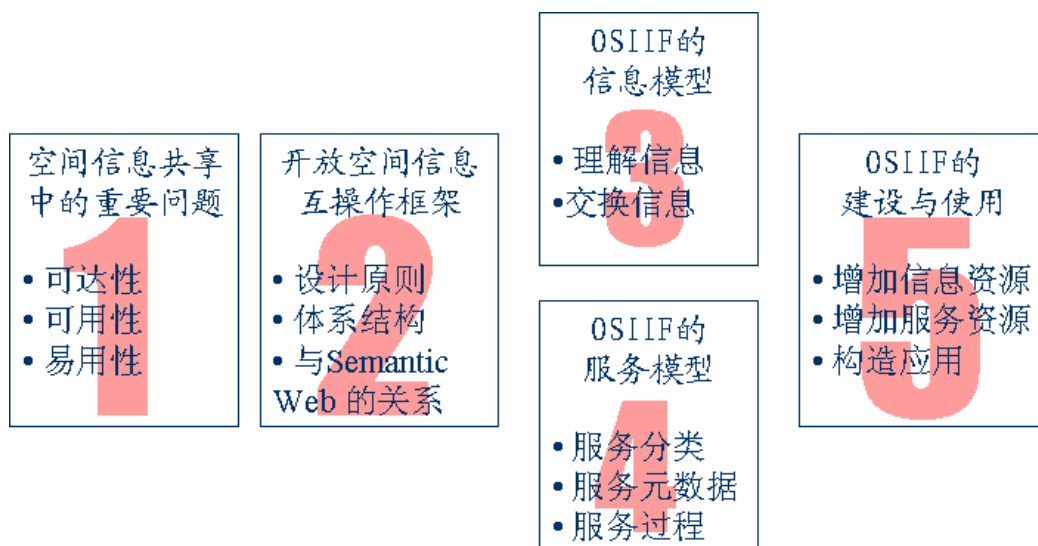 空间信息共享
中的重要问题
• 可达性
• 可用性
• 易用性
1
开放空间信息
互操作框架
• 设计原则
• 体系结构
• 与Semantic
Web 的关系
2
OSIIF的
信息模型
• 理解信息
•交换信息
3
OSIIF的
服务模型
• 服务分类
• 服务元数据
• 服务过程
4
OSIIF的
建设与使用
• 增加信息资源
• 增加服务资源
• 构造应用
5